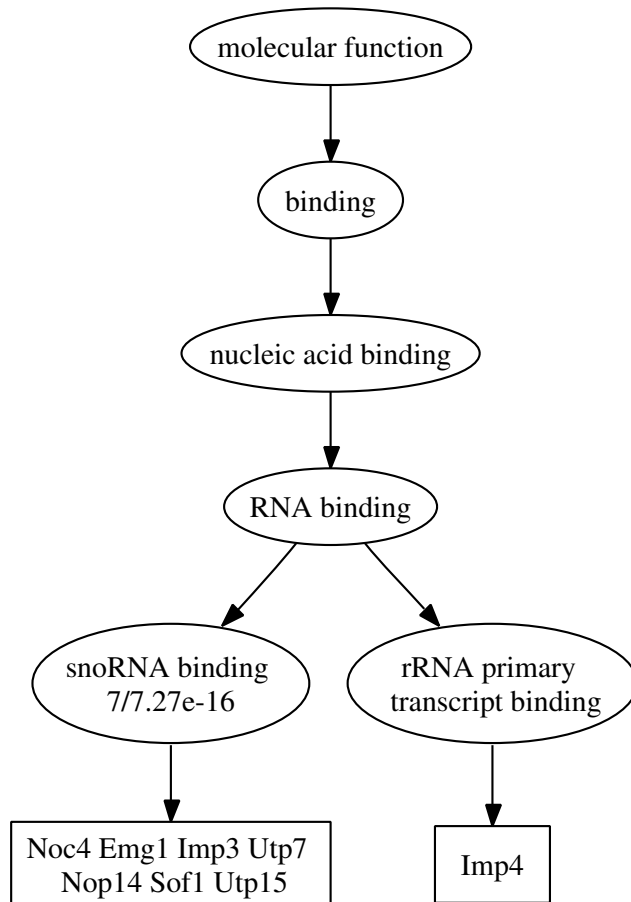 molecular function
binding
nucleic acid binding
RNA binding
snoRNA binding
7/7.27e-16
rRNA primary
transcript binding
Noc4 Emg1 Imp3 Utp7
Nop14 Sof1 Utp15
Imp4